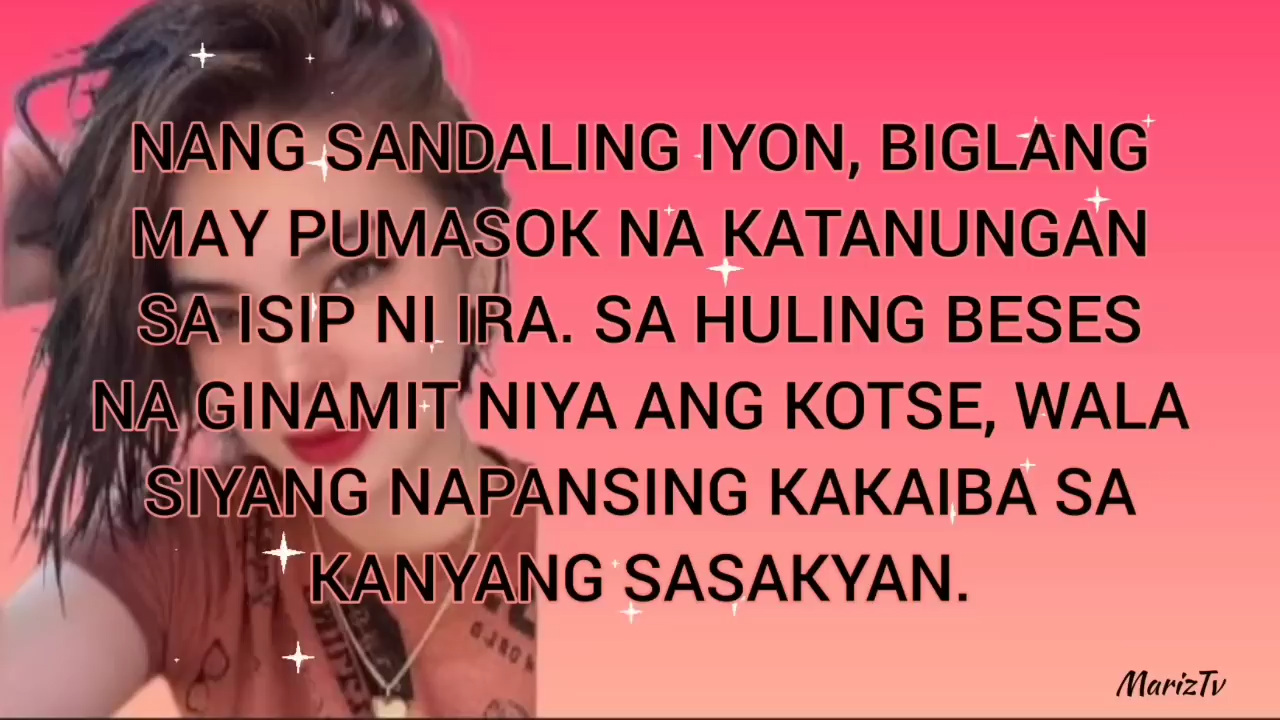 NANG SANDALING IYON, BIGLANG
MAY PUMASOK NA KATANUNGAN
SA ISIP NI IRA. SA HULING BESES
NA GINAMIT NIYA ANG KOTSE, WALA
SIYANG NAPANSING KAKAIBA SA
KANYANG SASAKYAN.
MarizTv